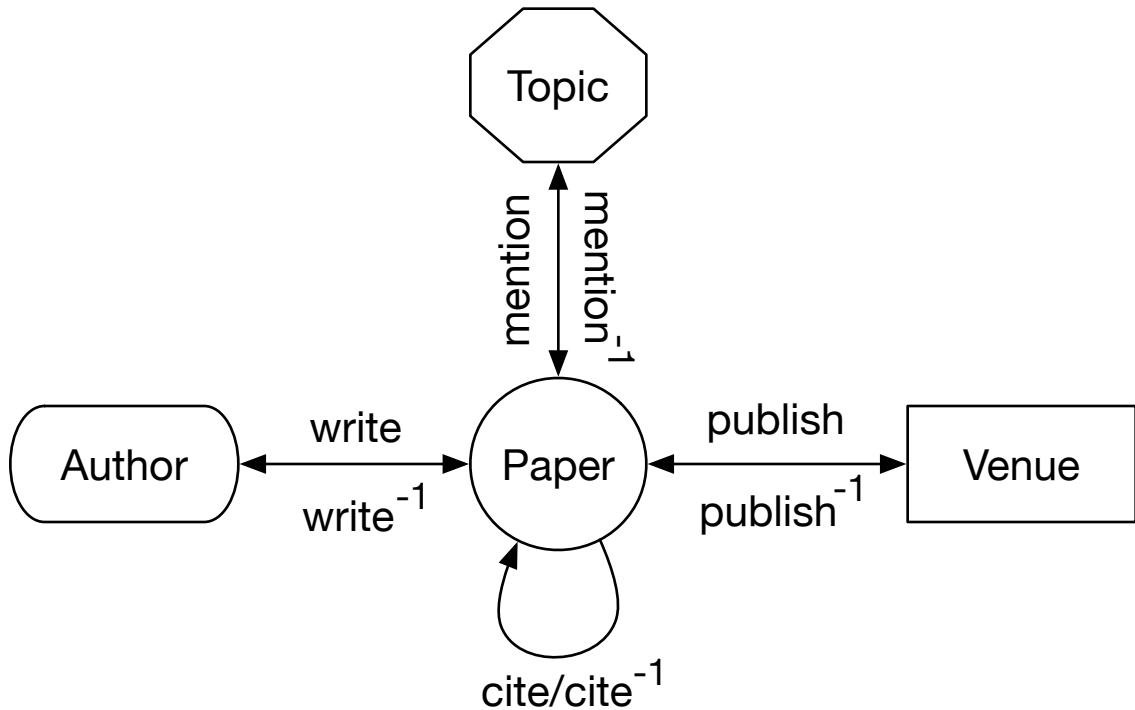 Topic
mention
mention⁻¹
write
publish
Author
Paper
Venue
write⁻¹
publish⁻¹
cite/cite⁻¹